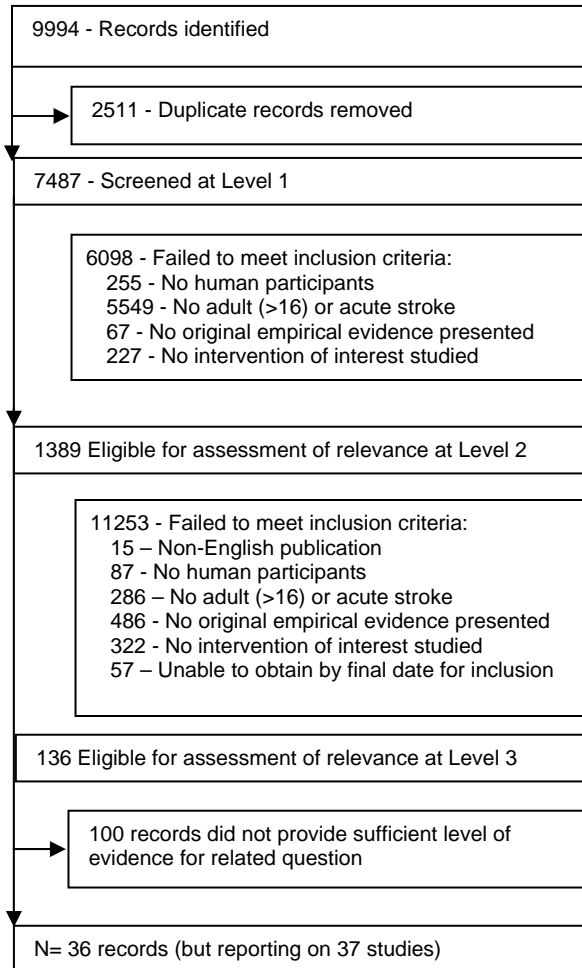 9994 - Records identified
2511 - Duplicate records removed
7487 - Screened at Level 1
6098 - Failed to meet inclusion criteria:
255 - No human participants
5549 - No adult (>16) or acute stroke
67 - No original empirical evidence presented
227 - No intervention of interest studied
1389 Eligible for assessment of relevance at Level 2
11253 - Failed to meet inclusion criteria:
15 – Non-English publication
87 - No human participants
286 – No adult (>16) or acute stroke
486 - No original empirical evidence presented
322 - No intervention of interest studied
57 – Unable to obtain by final date for inclusion
136 Eligible for assessment of relevance at Level 3
100 records did not provide sufficient level of
evidence for related question
N= 36 records (but reporting on 37 studies)